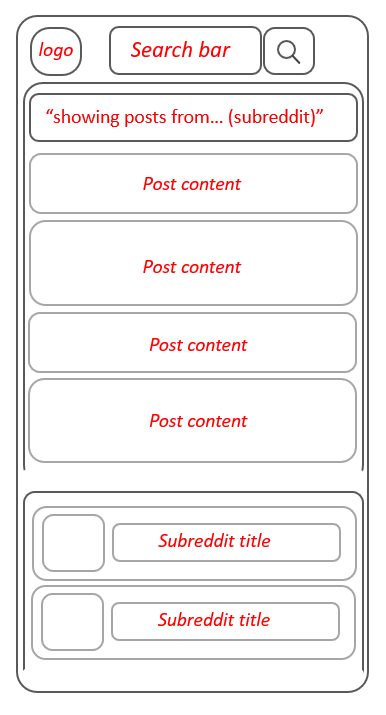 logo
Search bar
“showing posts from... (subreddit)”
Post content
Post content
Post content
Post content
Subreddit title
Subreddit title